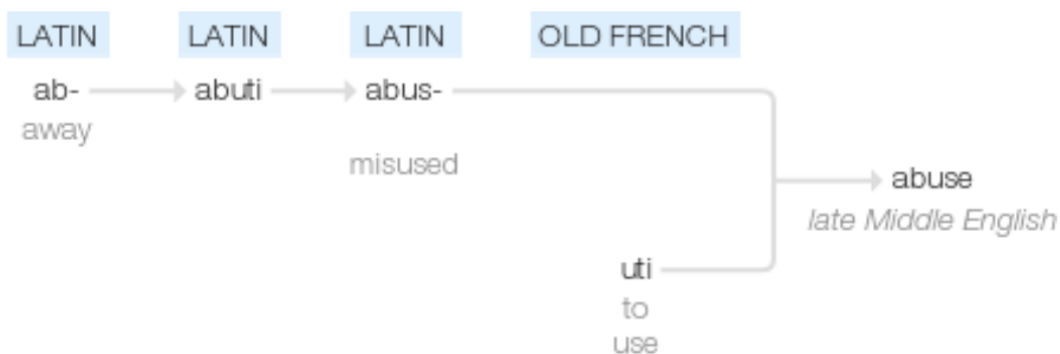 LATIN LATIN LATIN OLD FRENCH
ab- abuti abus-
away
misused
abuse
late Middle English
uti
to
use